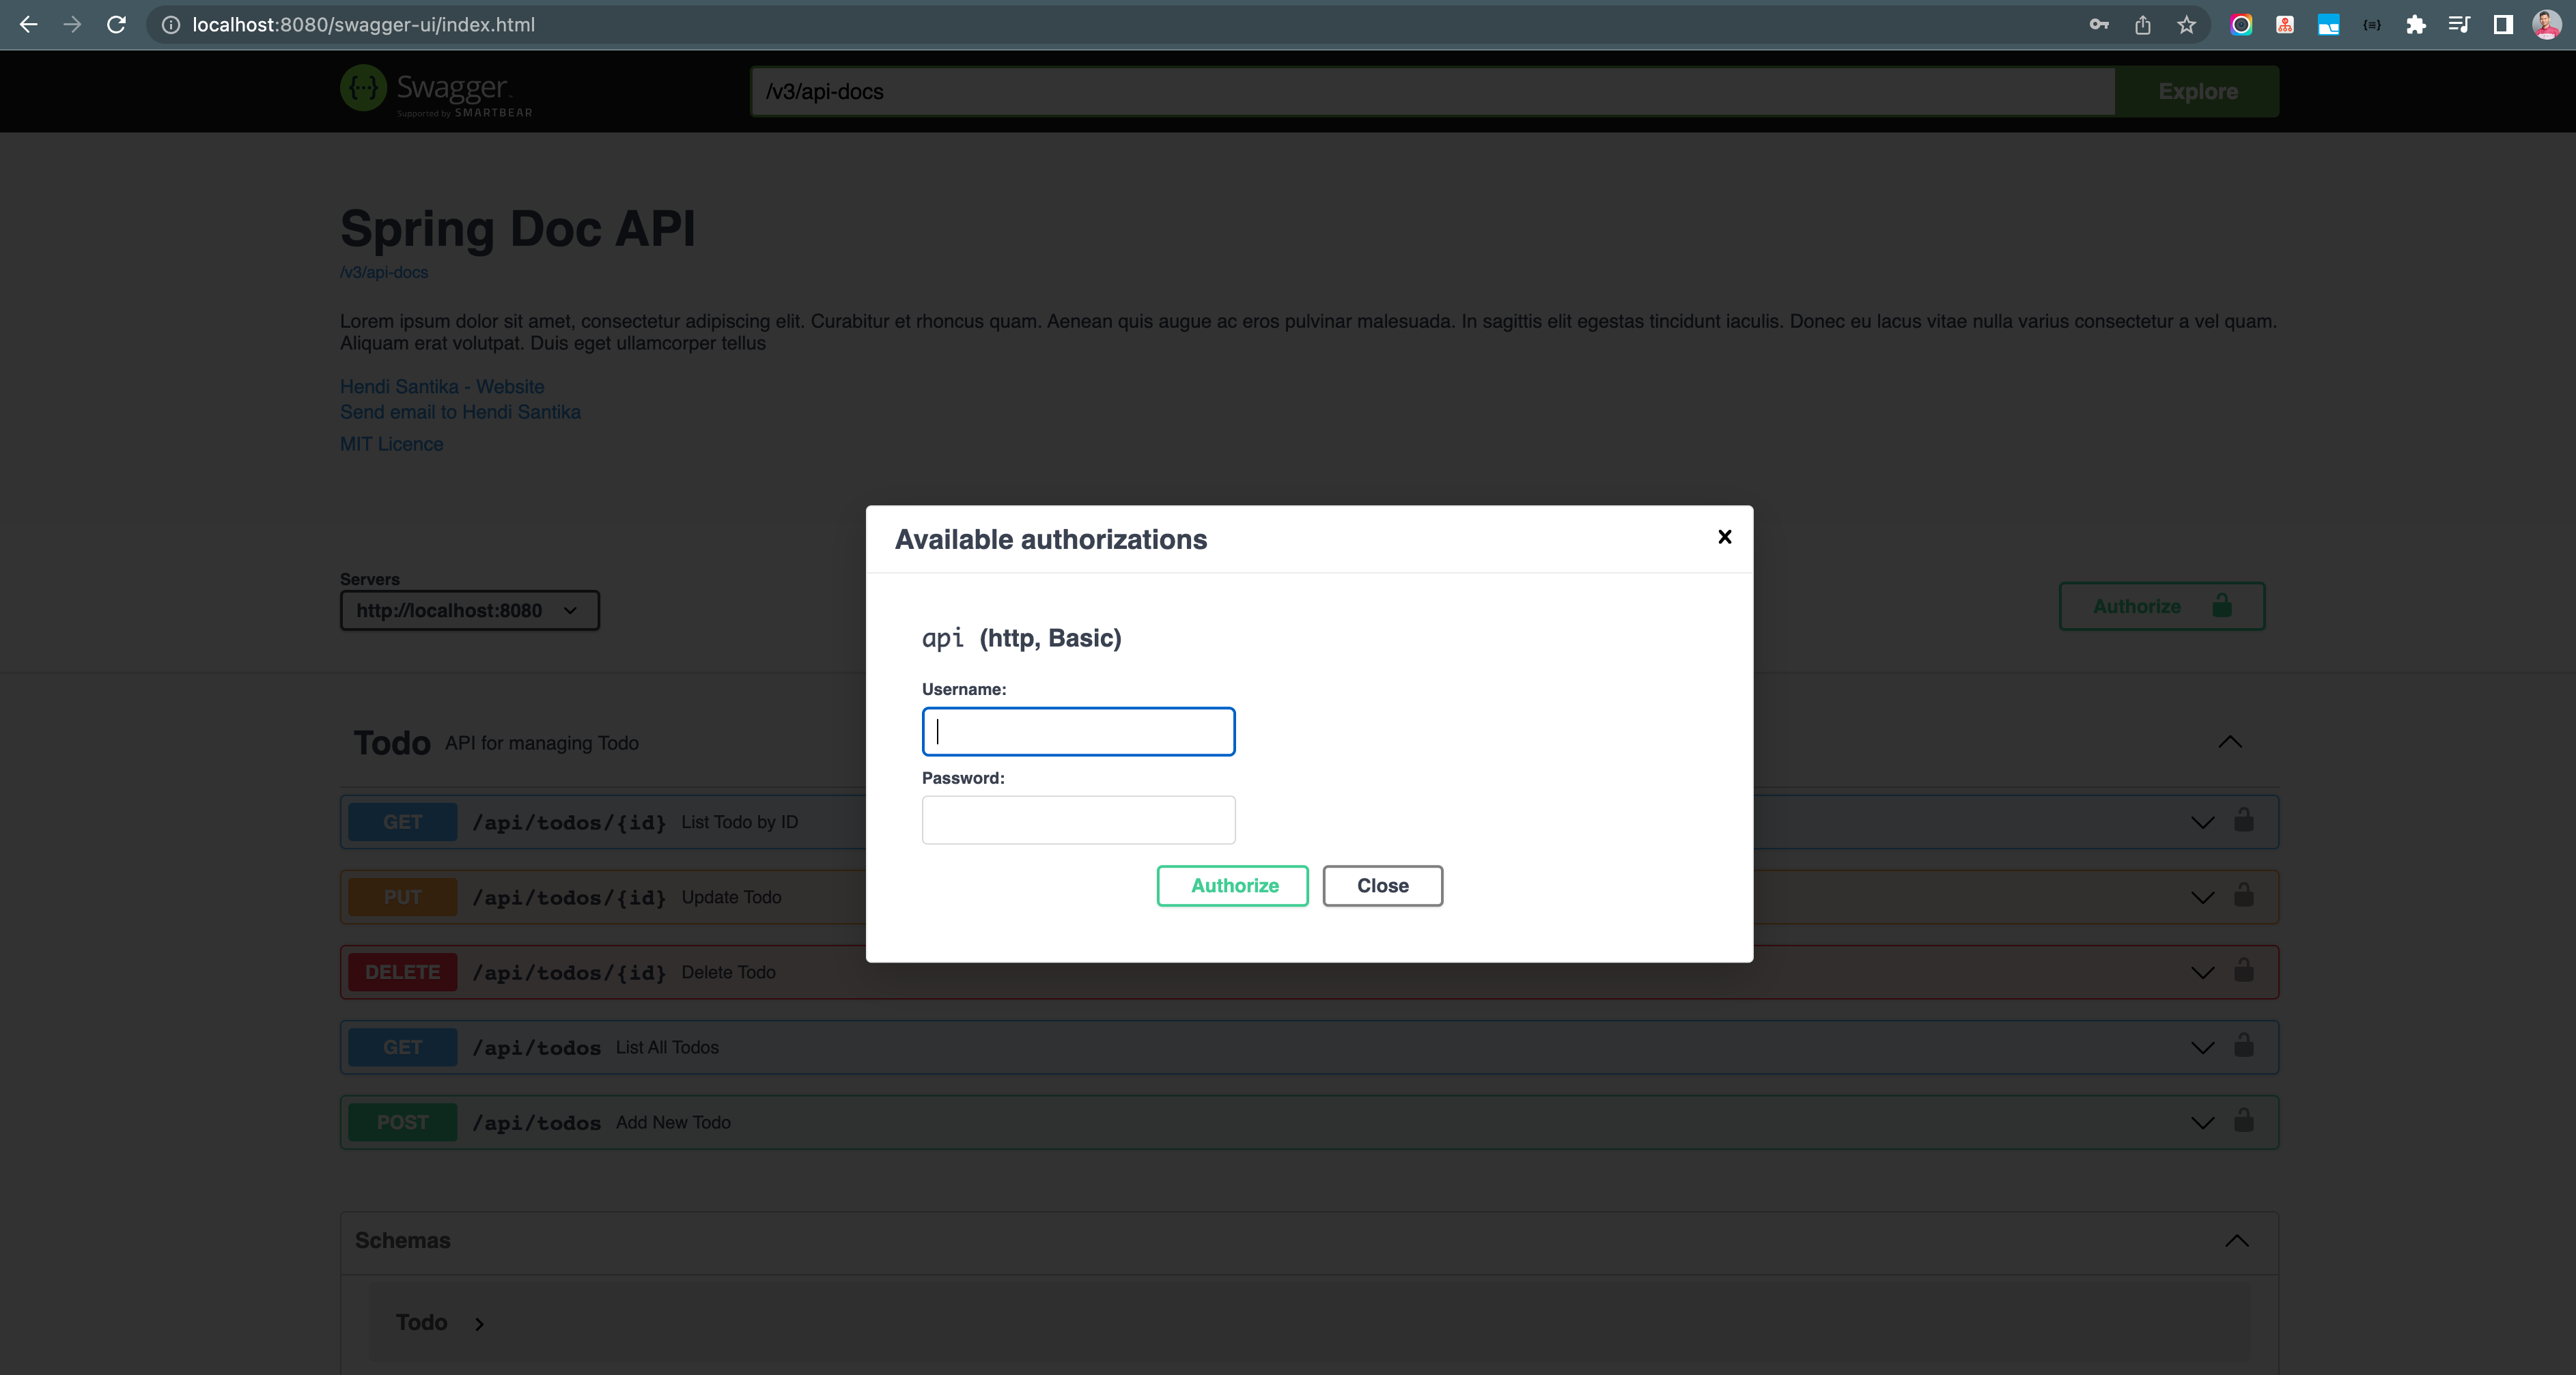 localhost:8080/swagger-ui/index.html
Swagger
Supported by SMARTBEAR
/v3/api-docs
Explore
Spring Doc API
/v3/api-docs
Lorem ipsum dolor sit amet, consectetur adipiscing elit. Curabitur et rhoncus quam. Aenean quis augue ac eros pulvinar malesuada. In sagittis elit egestas tincidunt iaculis. Donec eu lacus vitae nulla varius consectetur a vel quam.
Aliquam erat volutpat. Duis eget ullamcorper tellus
Hendi Santika - Website
Send email to Hendi Santika
MIT Licence
Servers
http://localhost:8080
Authorize
Available authorizations
api (http, Basic)
Username:
Password:
Authorize Close
Todo API for managing Todo
GET /api/todos/{id} List Todo by ID
PUT /api/todos/{id} Update Todo
DELETE /api/todos/{id} Delete Todo
GET /api/todos List All Todos
POST /api/todos Add New Todo
Schemas
Todo